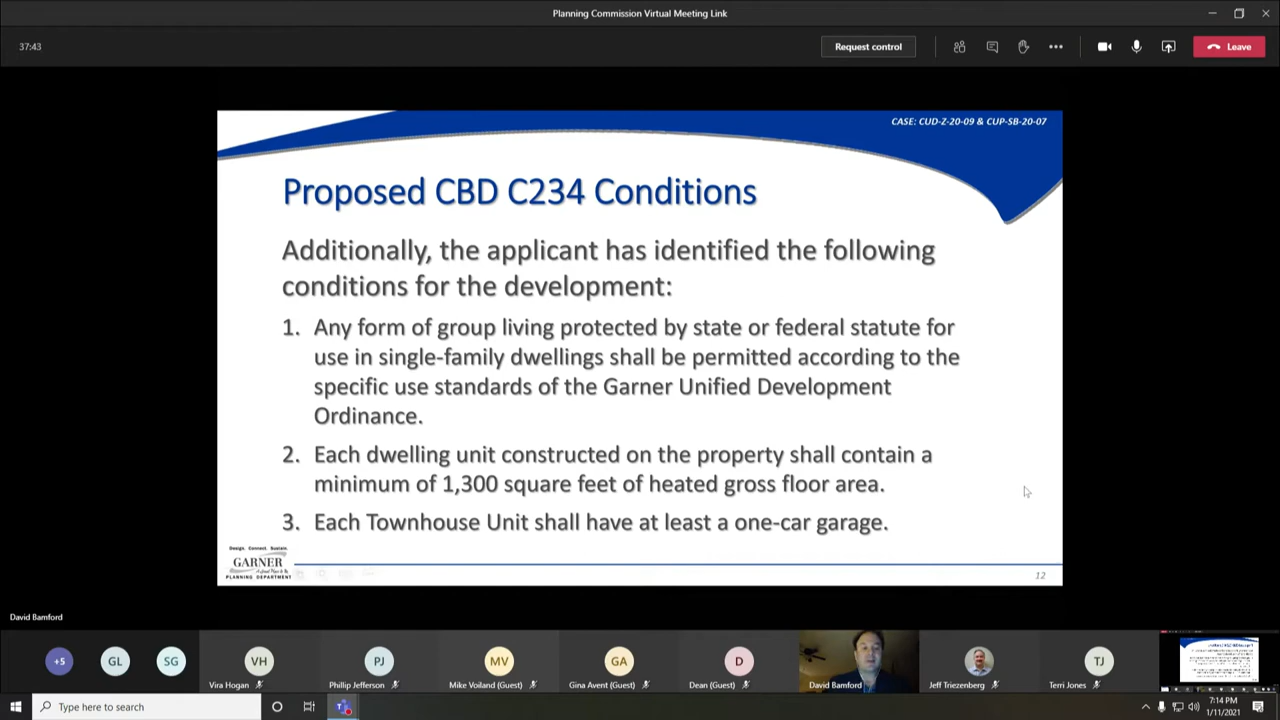 Planning Commission Virtual Meeting Link
37:43
Request control
Leave
CASE: CUD-Z-20-09 & CUP-SB-20-07
Proposed CBD C234 Conditions
Additionally, the applicant has identified the following
conditions for the development:
1. Any form of group living protected by state or federal statute for
use in single-family dwellings shall be permitted according to the
specific use standards of the Garner Unified Development
Ordinance.
2. Each dwelling unit constructed on the property shall contain a
minimum of 1,300 square feet of heated gross floor area.
3. Each Townhouse Unit shall have at least a one-car garage.
Design. Connect. Sustain.
GARNER
PLANNING DEPARTMENT
12
David Bamford
+5
GL
SG
VH
PJ
MV
GA
D
TJ
Vira Hogan
Phillip Jefferson
Mike Voiland (Guest)
Gina Avent (Guest)
Dean (Guest)
David Bamford
Jeff Triezenberg
Terri Jones
Type here to search
7:14 PM
1/11/2021